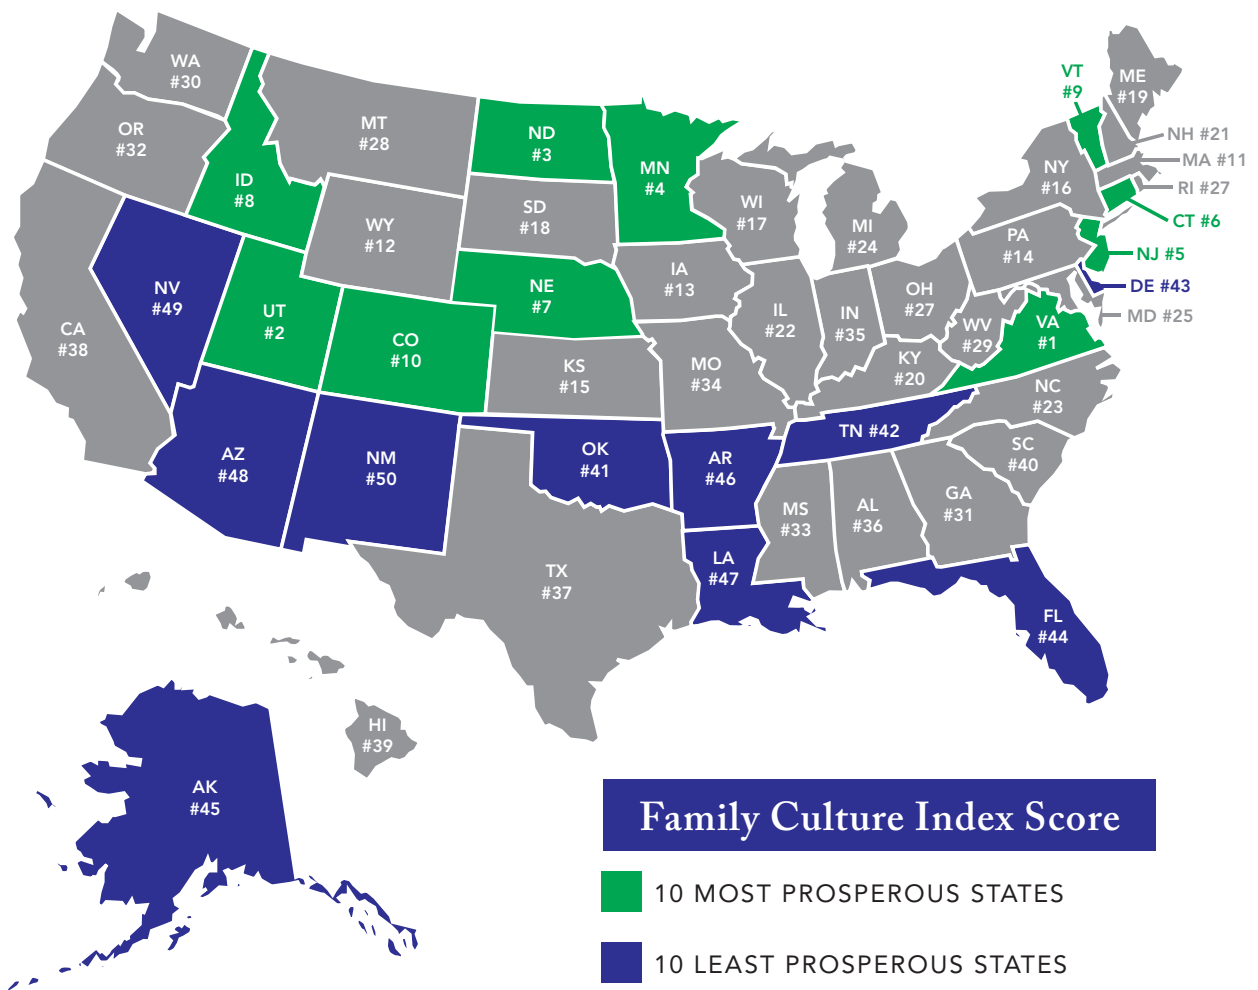 WA
#30
OR
#32
CA
#38
NV
#49
ID
#8
MT
#28
WY
#12
UT
#2
CO
#10
AZ
#48
NM
#50
ND
#3
SD
#18
NE
#7
KS
#15
OK
#41
TX
#37
MN
#4
IA
#13
MO
#34
AR
#46
LA
#47
WI
#17
IL
#22
MI
#24
IN
#35
OH
#27
KY
#20
TN #42
MS
#33
AL
#36
GA
#31
FL
#44
SC
#40
NC
#23
VA
#1
WV
#29
PA
#14
NY
#16
VT
#9
ME
#19
NH #21
MA #11
RI #27
CT #6
NJ #5
DE #43
MD #25
AK
#45
HI
#39
Family Culture Index Score
10 MOST PROSPEROUS STATES
10 LEAST PROSPEROUS STATES